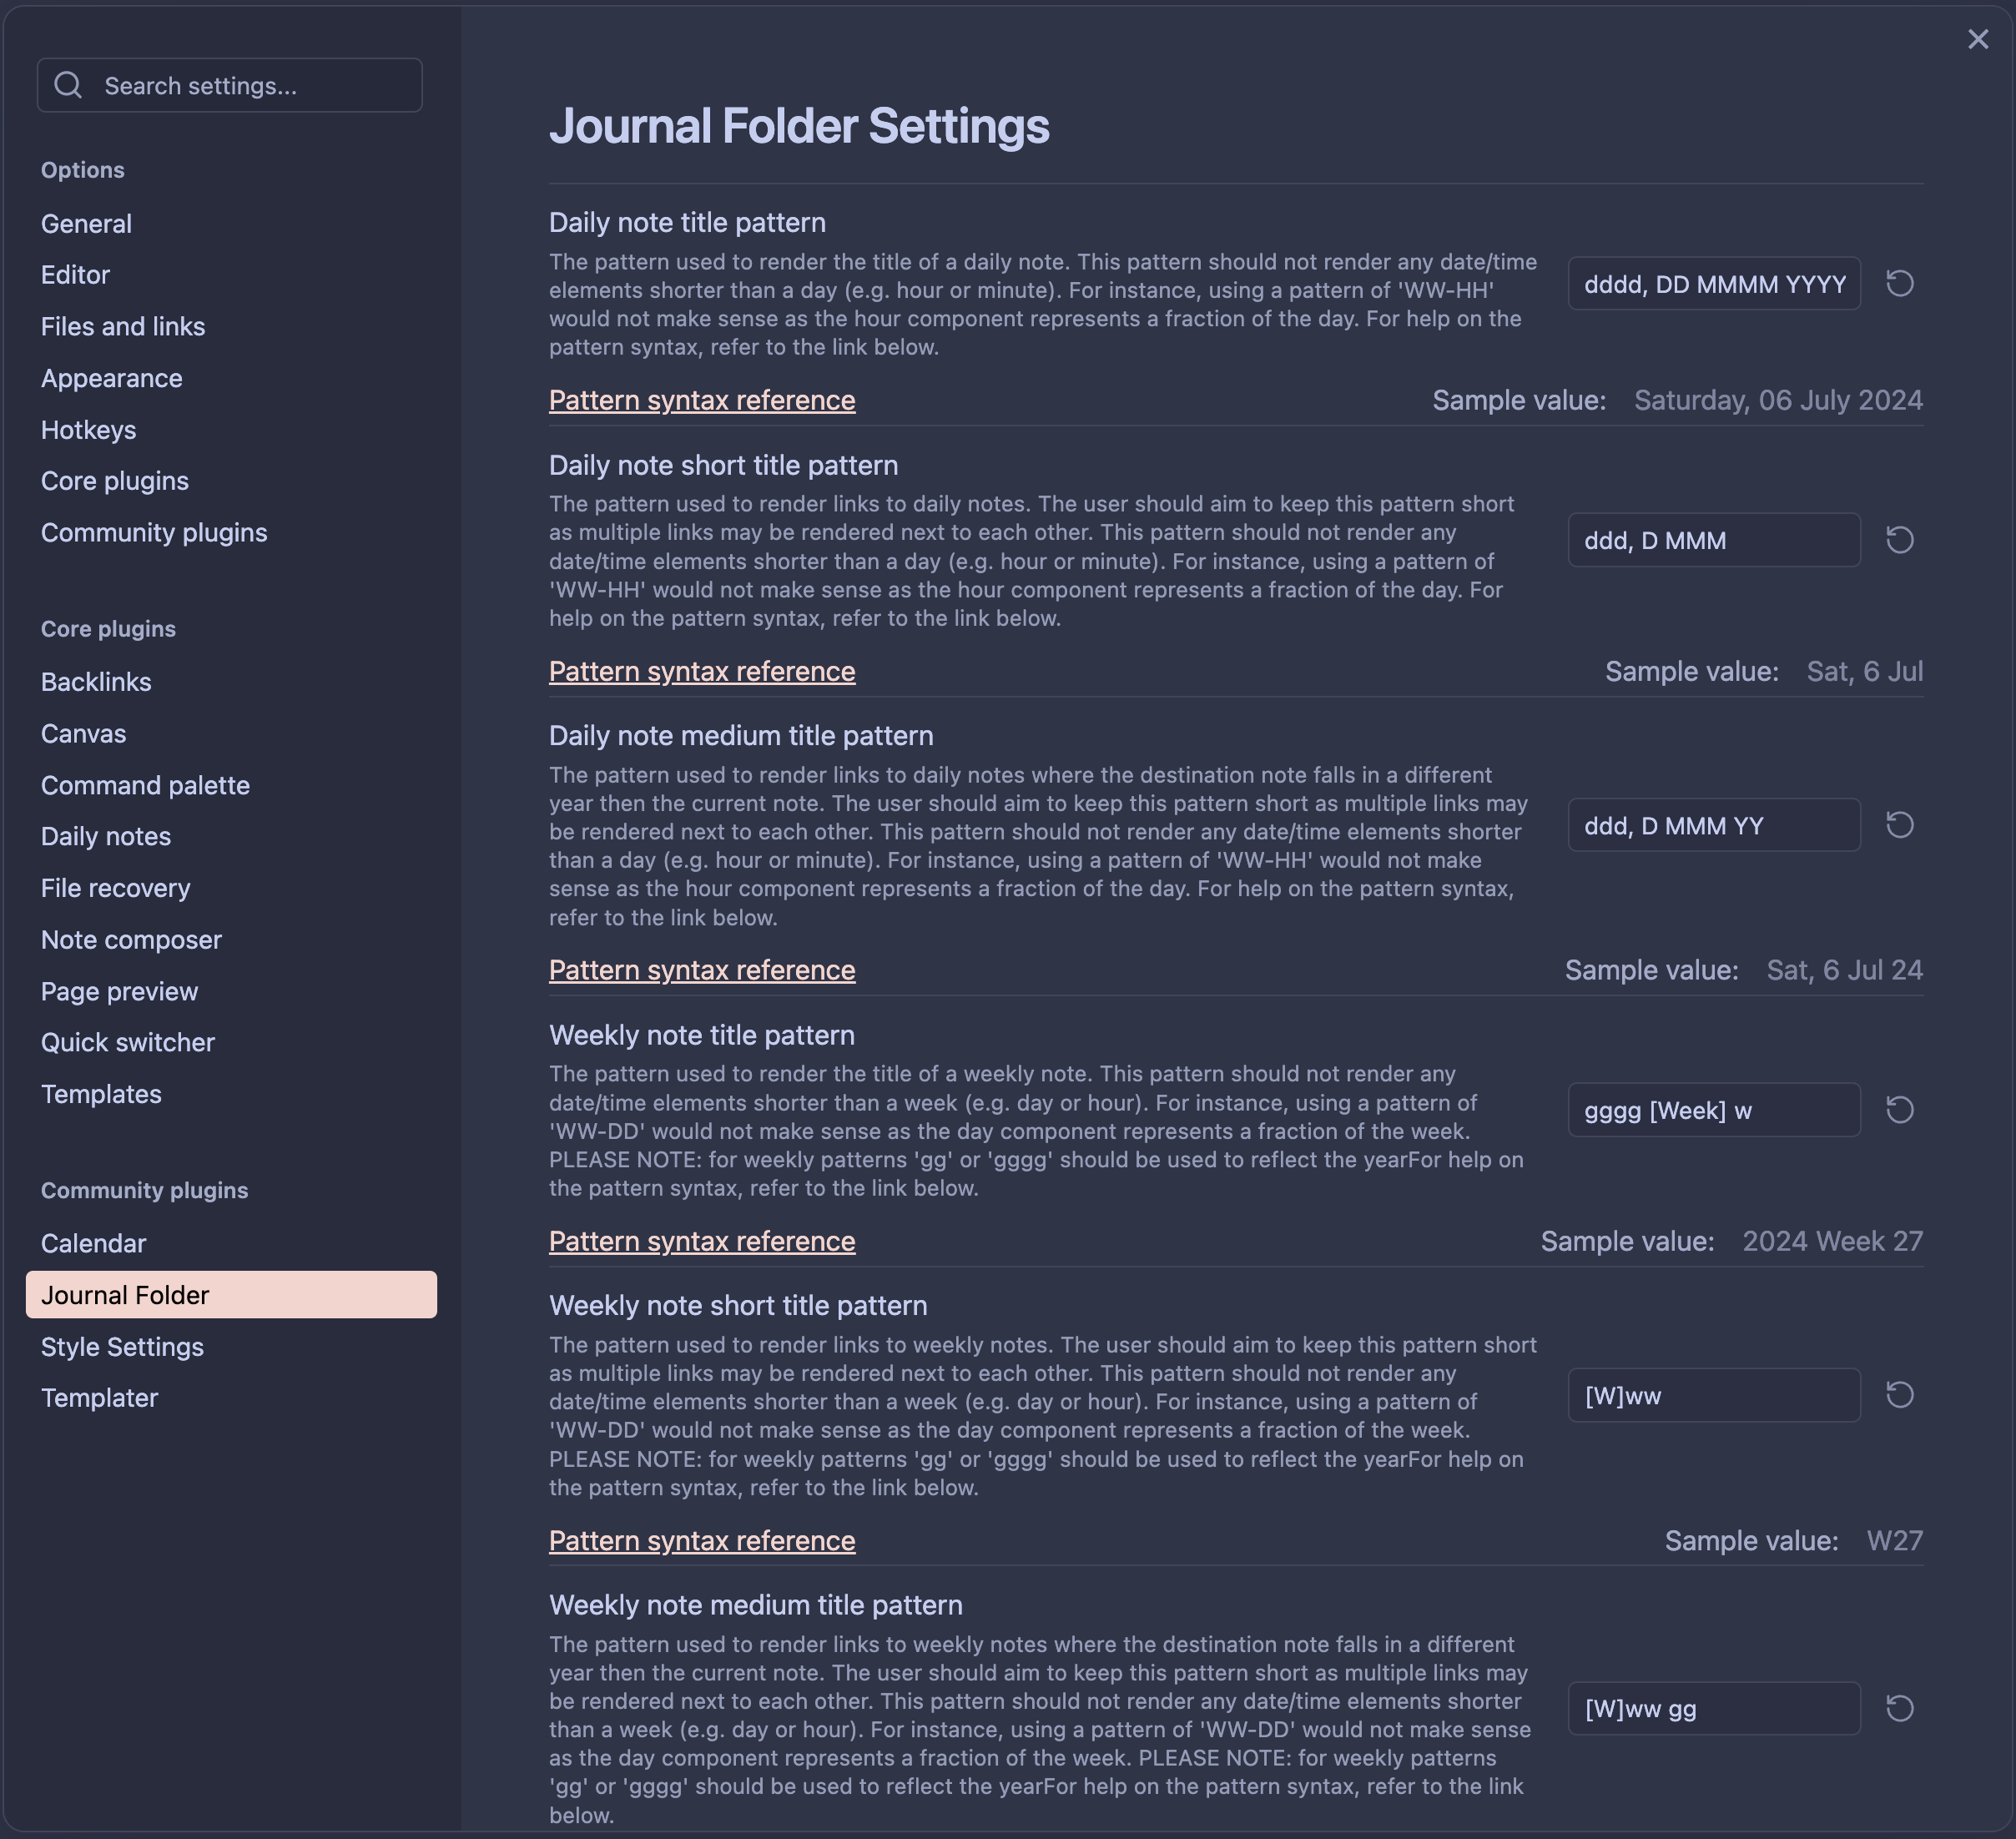 Search settings...
Options
General
Editor
Files and links
Appearance
Hotkeys
Core plugins
Community plugins
Core plugins
Backlinks
Canvas
Command palette
Daily notes
File recovery
Note composer
Page preview
Quick switcher
Templates
Community plugins
Calendar
Journal Folder
Style Settings
Templater
Journal Folder Settings
Daily note title pattern
The pattern used to render the title of a daily note. This pattern should not render any date/time
elements shorter than a day (e.g. hour or minute). For instance, using a pattern of 'WW-HH'
would not make sense as the hour component represents a fraction of the day. For help on the
pattern syntax, refer to the link below.
dddd, DD MMMM YYYY
Pattern syntax reference
Sample value: Saturday, 06 July 2024
Daily note short title pattern
The pattern used to render links to daily notes. The user should aim to keep this pattern short
as multiple links may be rendered next to each other. This pattern should not render any
date/time elements shorter than a day (e.g. hour or minute). For instance, using a pattern of
'WW-HH' would not make sense as the hour component represents a fraction of the day. For
help on the pattern syntax, refer to the link below.
ddd, D MMM
Pattern syntax reference
Sample value: Sat, 6 Jul
Daily note medium title pattern
The pattern used to render links to daily notes where the destination note falls in a different
year then the current note. The user should aim to keep this pattern short as multiple links may
be rendered next to each other. This pattern should not render any date/time elements shorter
than a day (e.g. hour or minute). For instance, using a pattern of 'WW-HH' would not make
sense as the hour component represents a fraction of the day. For help on the pattern syntax,
refer to the link below.
ddd, D MMM YY
Pattern syntax reference
Sample value: Sat, 6 Jul 24
Weekly note title pattern
The pattern used to render the title of a weekly note. This pattern should not render any
date/time elements shorter than a week (e.g. day or hour). For instance, using a pattern of
'WW-DD' would not make sense as the day component represents a fraction of the week.
PLEASE NOTE: for weekly patterns 'gg' or 'gggg' should be used to reflect the yearFor help on
the pattern syntax, refer to the link below.
gggg [Week] w
Pattern syntax reference
Sample value: 2024 Week 27
Weekly note short title pattern
The pattern used to render links to weekly notes. The user should aim to keep this pattern short
as multiple links may be rendered next to each other. This pattern should not render any
date/time elements shorter than a week (e.g. day or hour). For instance, using a pattern of
'WW-DD' would not make sense as the day component represents a fraction of the week.
PLEASE NOTE: for weekly patterns 'gg' or 'gggg' should be used to reflect the yearFor help on
the pattern syntax, refer to the link below.
[W]ww
Pattern syntax reference
Sample value: W27
Weekly note medium title pattern
The pattern used to render links to weekly notes where the destination note falls in a different
year then the current note. The user should aim to keep this pattern short as multiple links may
be rendered next to each other. This pattern should not render any date/time elements shorter
than a week (e.g. day or hour). For instance, using a pattern of 'WW-DD' would not make sense
as the day component represents a fraction of the week. PLEASE NOTE: for weekly patterns
'gg' or 'gggg' should be used to reflect the yearFor help on the pattern syntax, refer to the link
below.
[W]ww gg